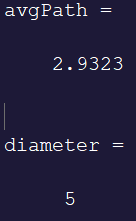 avgPath =
2.9323
diameter =
5